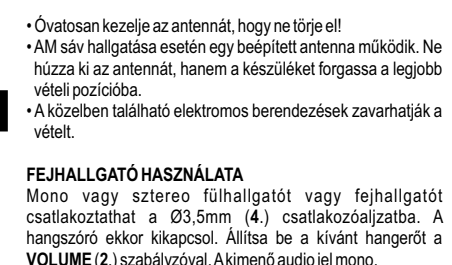 • Óvatosan kezelje az antennát, hogy ne törje el!
• AM sáv hallgatása esetén egy beépített antenna működik. Ne
húzza ki az antennát, hanem a készüléket forgassa a legjobb
vételi pozícióba.
• A közelben található elektromos berendezések zavarhatják a
vételt.
FEJHALLGATÓ HASZNÁLATA
Mono vagy sztereo fülhallgatót vagy fejhallgatót
csatlakoztathat a Ø3,5mm (4.) csatlakozóaljzatba. A
hangszóró ekkor kikapcsol. Állítsa be a kívánt hangerőt a
VOLUME (2.) szabályzóval. A kimenő audio jel mono.